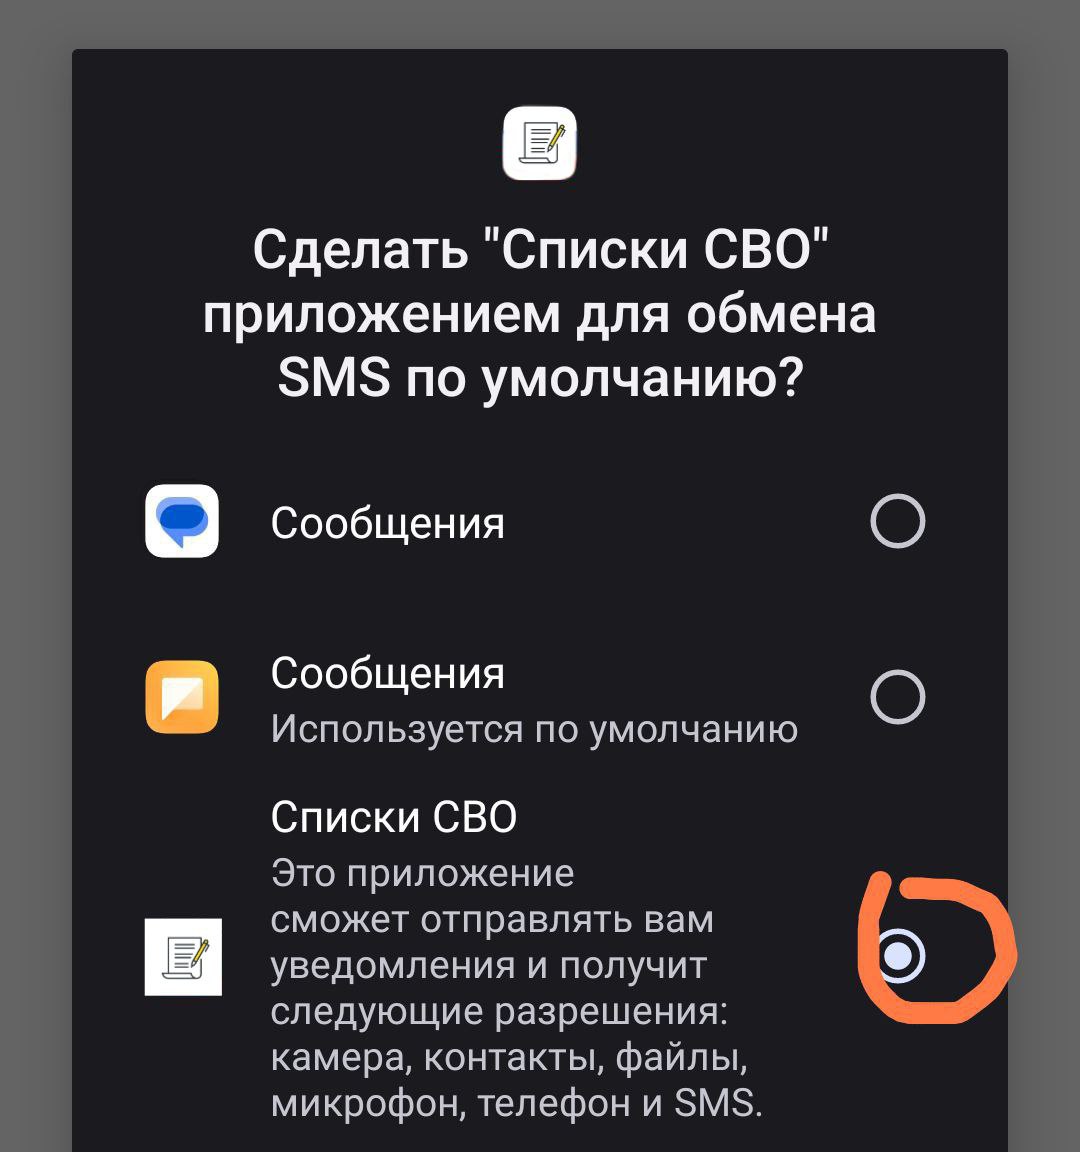 Сделать "Списки СВО"
приложением для обмена
SMS по умолчанию?
Сообщения
Сообщения
Используется по умолчанию
Списки СВО
Это приложение
сможет отправлять вам
уведомления и получит
следующие разрешения:
камера, контакты, файлы,
микрофон, телефон и SMS.